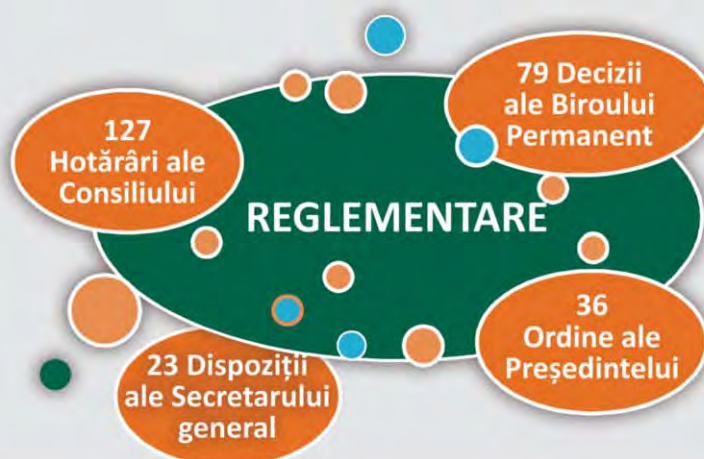 79 Decizii
ale Biroului
Permanent
127
Hotărâri ale
Consiliului
REGLEMENTARE
36
Ordine ale
Președintelui
23 Dispoziții
ale Secretarului
general